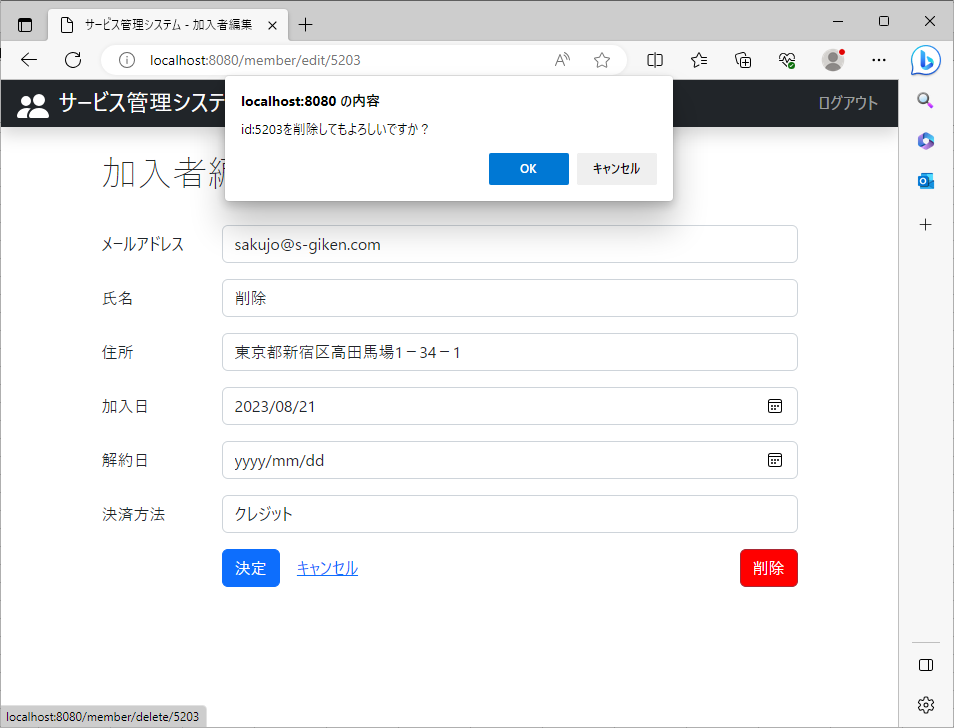 サービス管理システム - 加入者編集
localhost:8080/member/edit/5203
サービス管理システ
ログアウト
localhost:8080 の内容
id:5203を削除してもよろしいですか？
OK
キャンセル
加入者編
メールアドレス
sakujo@s-giken.com
氏名
削除
住所
東京都新宿区高田馬場1－34－1
加入日
2023/08/21
解約日
yyyy/mm/dd
決済方法
クレジット
決定
キャンセル
削除
localhost:8080/member/delete/5203